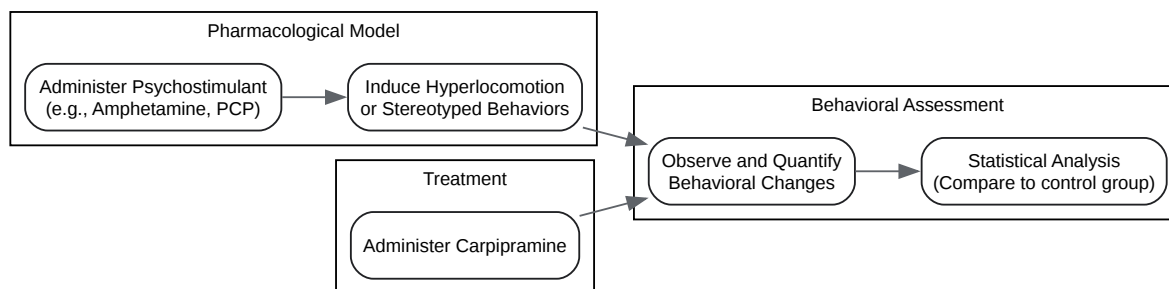 Pharmacological Model
Administer Psychostimulant
(e.g., Amphetamine, PCP)
Induce Hyperlocomotion
or Stereotyped Behaviors
Treatment
Administer Carpipramine
Behavioral Assessment
Observe and Quantify
Behavioral Changes
Statistical Analysis
(Compare to control group)